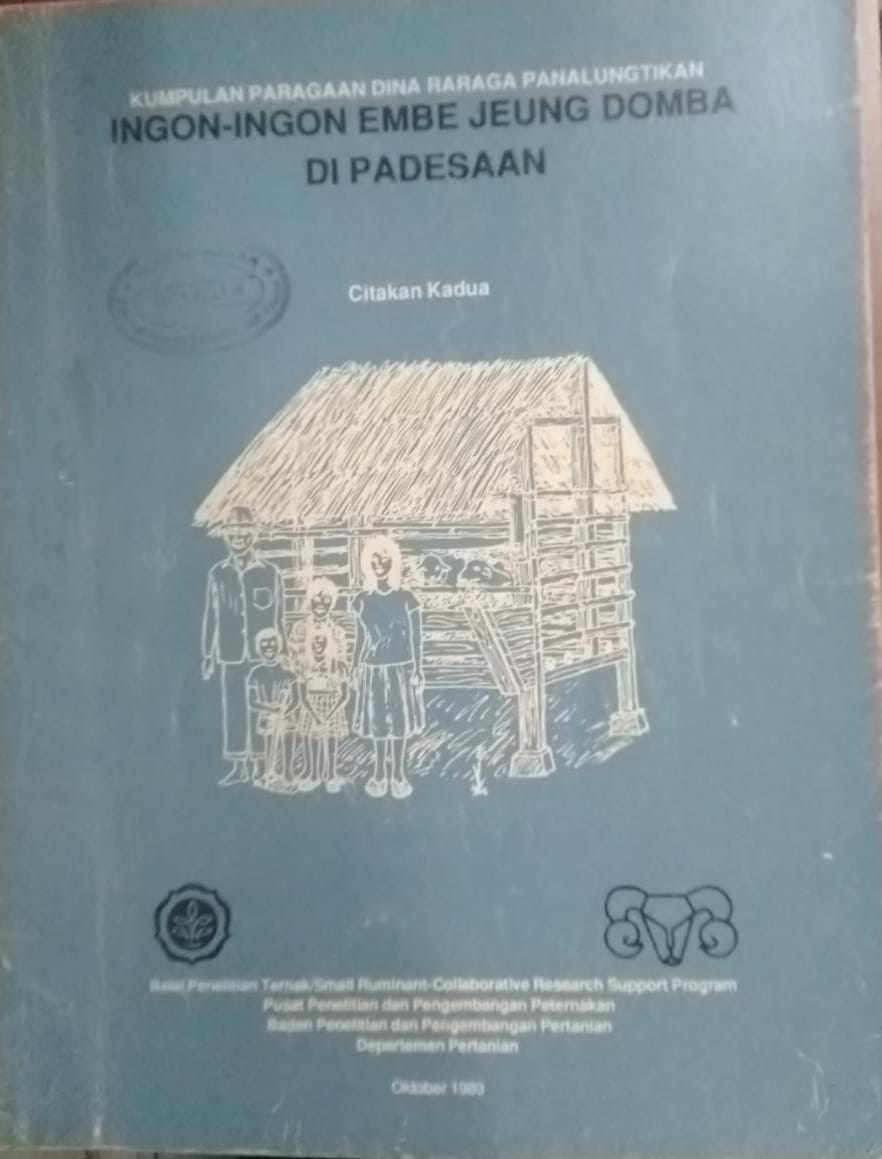 KUMPULAN PARAGAAN DINA RARAGA PANALUNGTIKAN
INGON-INGON EMBE JEUNG DOMBA
DI PADESAAN
Citakan Kadua
Balai Penelitian Ternak/Small Ruminant-Collaborative Research Support Program
Pusat Penelitian dan Pengembangan Peternakan
Badan Penelitian dan Pengembangan Pertanian
Departemen Pertanian
Oktober 1989